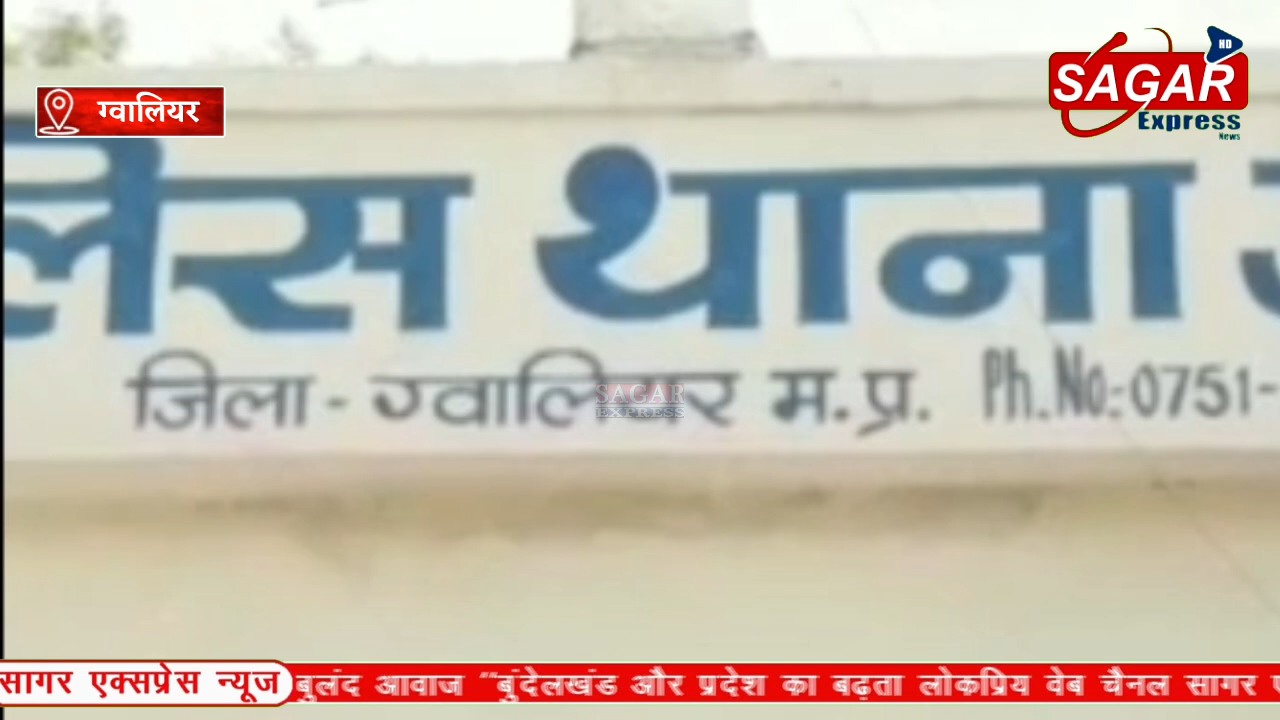 HD
SAGAR
Express
News
ग्वालियर
लिस थाना
जिला - ग्वालियर म.प्र. Ph.No:-0751-
SAGAR
EXPRESS
सागर एक्सप्रेस न्यूज बुलंद आवाज ""बुंदेलखंड और प्रदेश का बढ़ता लोकप्रिय वेब चैनल सागर